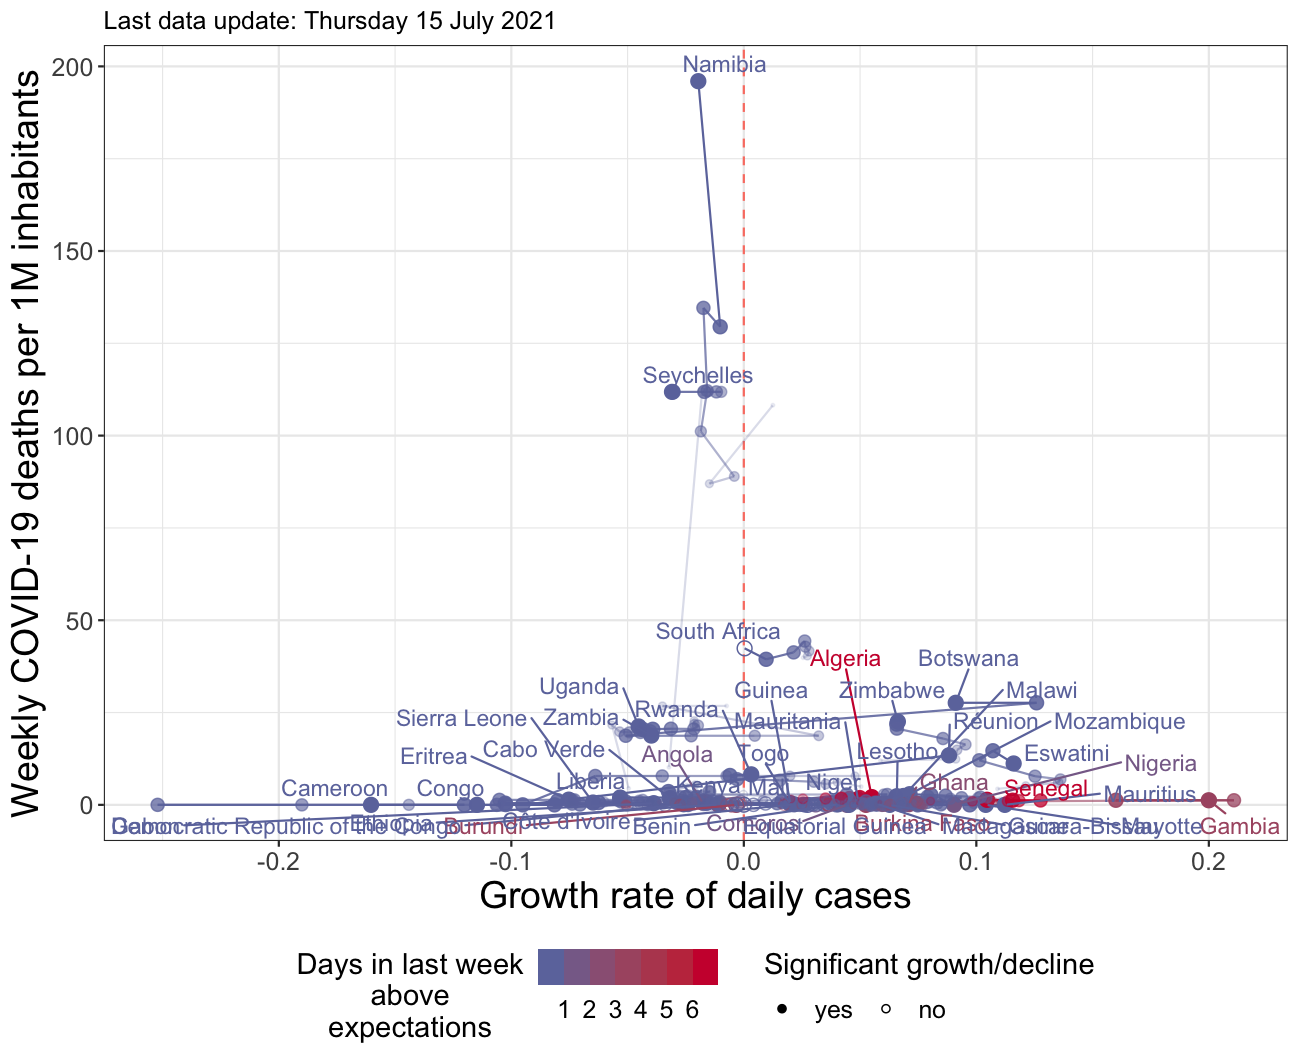 Last data update: Thursday 15 July 2021
Weekly COVID-19 deaths per 1M inhabitants
200
150
100
50
0
Namibia
Seychelles
South Africa
Algeria
Botswana
Uganda
Guinea
Zimbabwe
Malawi
Sierra Leone
Zambia
Rwanda
Mauritania
Réunion
Mozambique
Eritrea
Cabo Verde
Angola
Togo
Lesotho
Eswatini
Nigeria
Cameroon
Congo
Liberia
Kenya
Mali
Niger
Ghana
Senegal
Mauritius
Gabon
Democratic Republic of the Congo
Ethiopia
Burundi
Côte d'Ivoire
Benin
Comoros
Equatorial Guinea
Burkina Faso
Madagascar
Guinea-Bissau
Mayotte
Gambia
-0.2
-0.1
0.0
0.1
0.2
Growth rate of daily cases
Days in last week
above
expectations
1 2 3 4 5 6
Significant growth/decline
yes
no